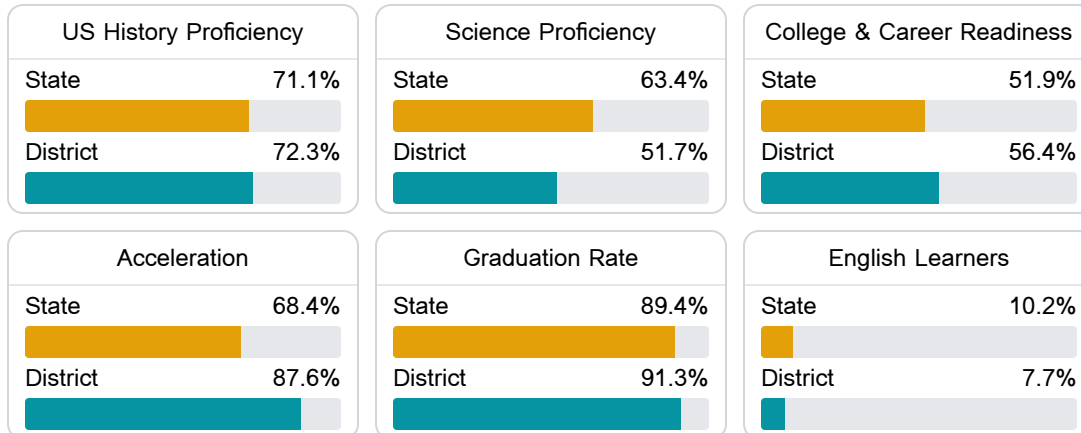 US History Proficiency
State 71.1%
District 72.3%
Science Proficiency
State 63.4%
District 51.7%
College & Career Readiness
State 51.9%
District 56.4%
Acceleration
State 68.4%
District 87.6%
Graduation Rate
State 89.4%
District 91.3%
English Learners
State 10.2%
District 7.7%